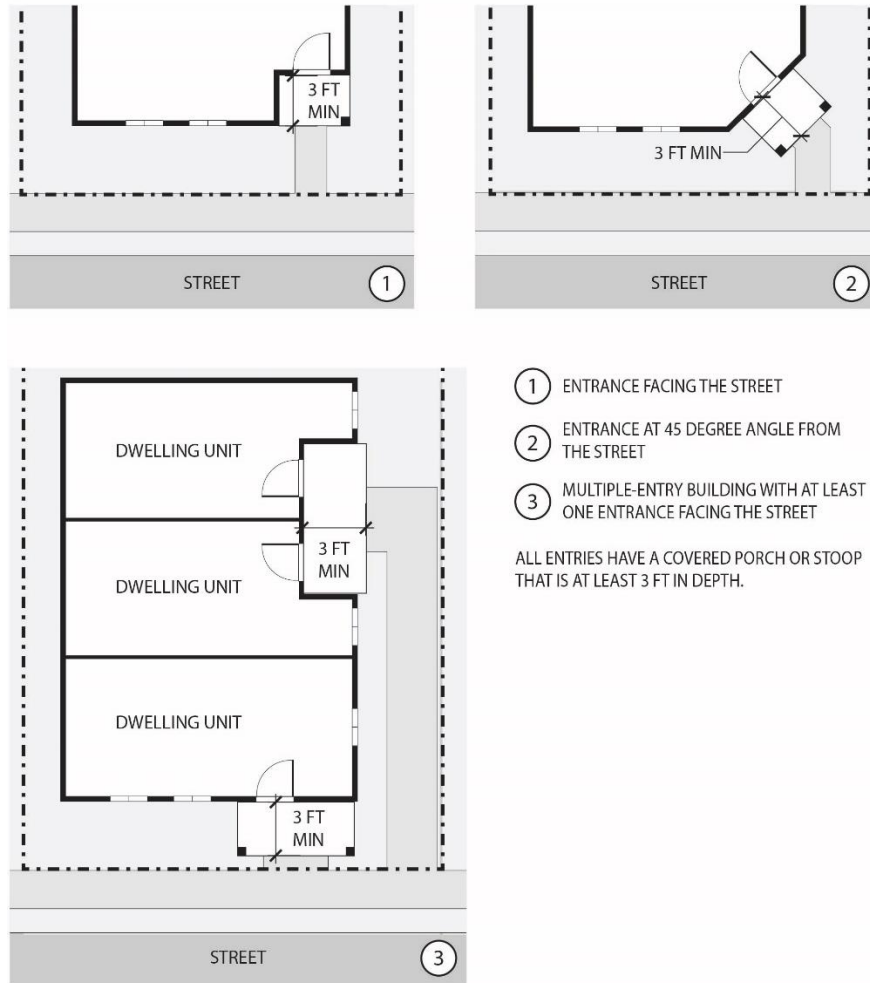 3 FT
MIN
STREET
1
3 FT MIN
STREET
2
DWELLING UNIT
DWELLING UNIT
3 FT
MIN
DWELLING UNIT
3 FT
MIN
STREET
3
1 ENTRANCE FACING THE STREET
2 ENTRANCE AT 45 DEGREE ANGLE FROM
THE STREET
3 MULTIPLE-ENTRY BUILDING WITH AT LEAST
ONE ENTRANCE FACING THE STREET
ALL ENTRIES HAVE A COVERED PORCH OR STOOP
THAT IS AT LEAST 3 FT IN DEPTH.